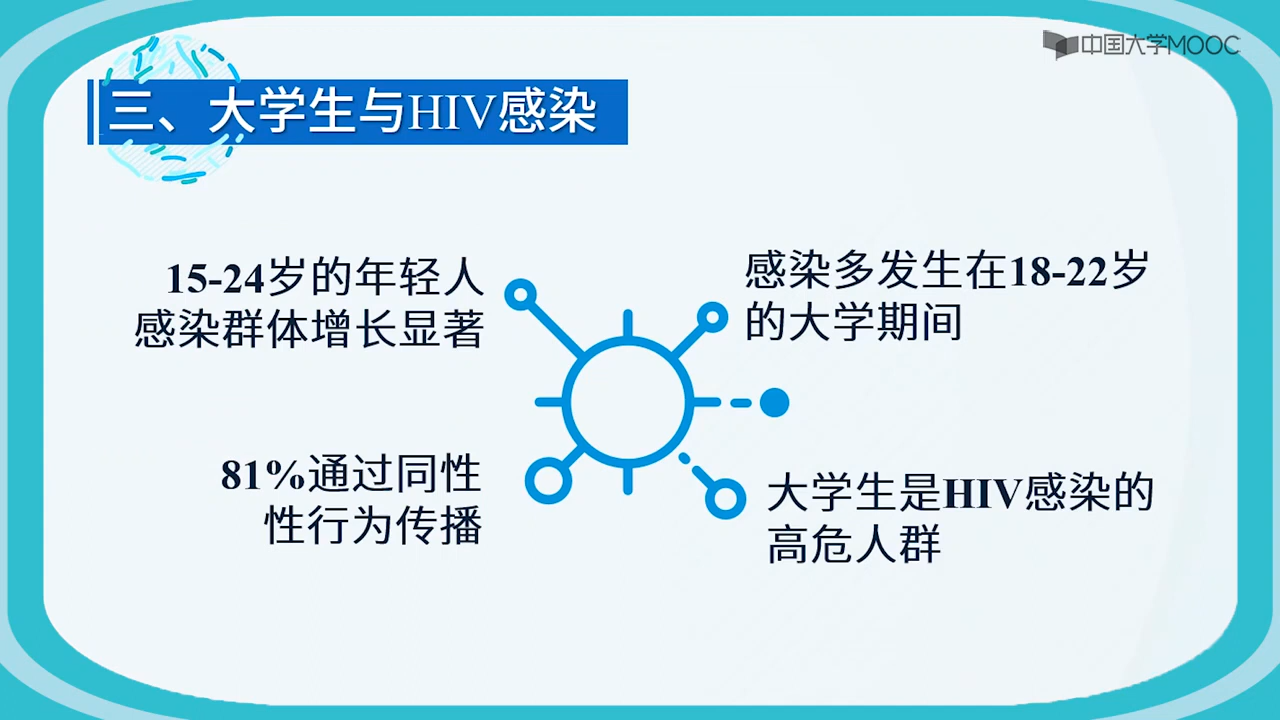 中国大学MOOC
三、大学生与HIV感染
15-24岁的年轻人
感染群体增长显著
感染多发生在18-22岁
的大学期间
81%通过同性
性行为传播
大学生是HIV感染的
高危人群